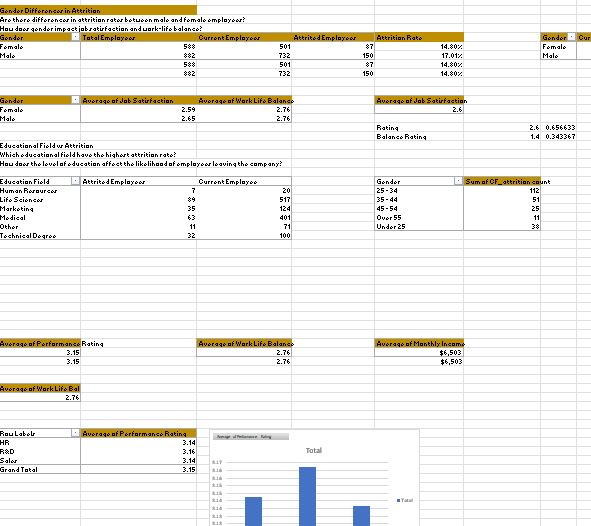 Gender Differences in Attrition
Are there differences in attrition rates between male and female employees?
How does gender impact job satisfaction and work-life balance?
Gender Total Employees Current Employees Attrited Employees Attrition Rate Gender Cur
Female 588 501 87 14.80% Female
Male 882 732 150 17.01% Male
588 501 87 14.80%
882 732 150 14.80%
Gender Average of Job Satisfaction Average of Work Life Balance Average of Job Satisfaction
Female 2.59 2.76 2.6
Male 2.65 2.76
Rating 2.6 0.656633
Balance Rating 1.4 0.343367
Educational Field vs Attrition
Which educational field have the highest attrition rate?
How does the level of education affect the likelihood of employees leaving the company?
Education Field Attrited Employees Current Employee Gender Sum of CF_attrition count
Human Resources 7 20 25 - 34 112
Life Sciences 89 517 35 - 44 51
Marketing 35 124 45 - 54 25
Medical 63 401 Over 55 11
Other 11 71 Under 25 38
Technical Degree 32 100
Average of Performance Rating Average of Work Life Balance Average of Monthly Income
3.15 2.76 $6,503
3.15 2.76 $6,503
Average of Work Life Bal
2.76
Row Labels Average of Performance Rating
HR 3.14
R&D 3.16
Sales 3.14
Grand Total 3.15
Average of Performance Rating
Total
3.17
3.16
3.16
3.15
3.15
3.14
3.14
3.13
3.13
Total